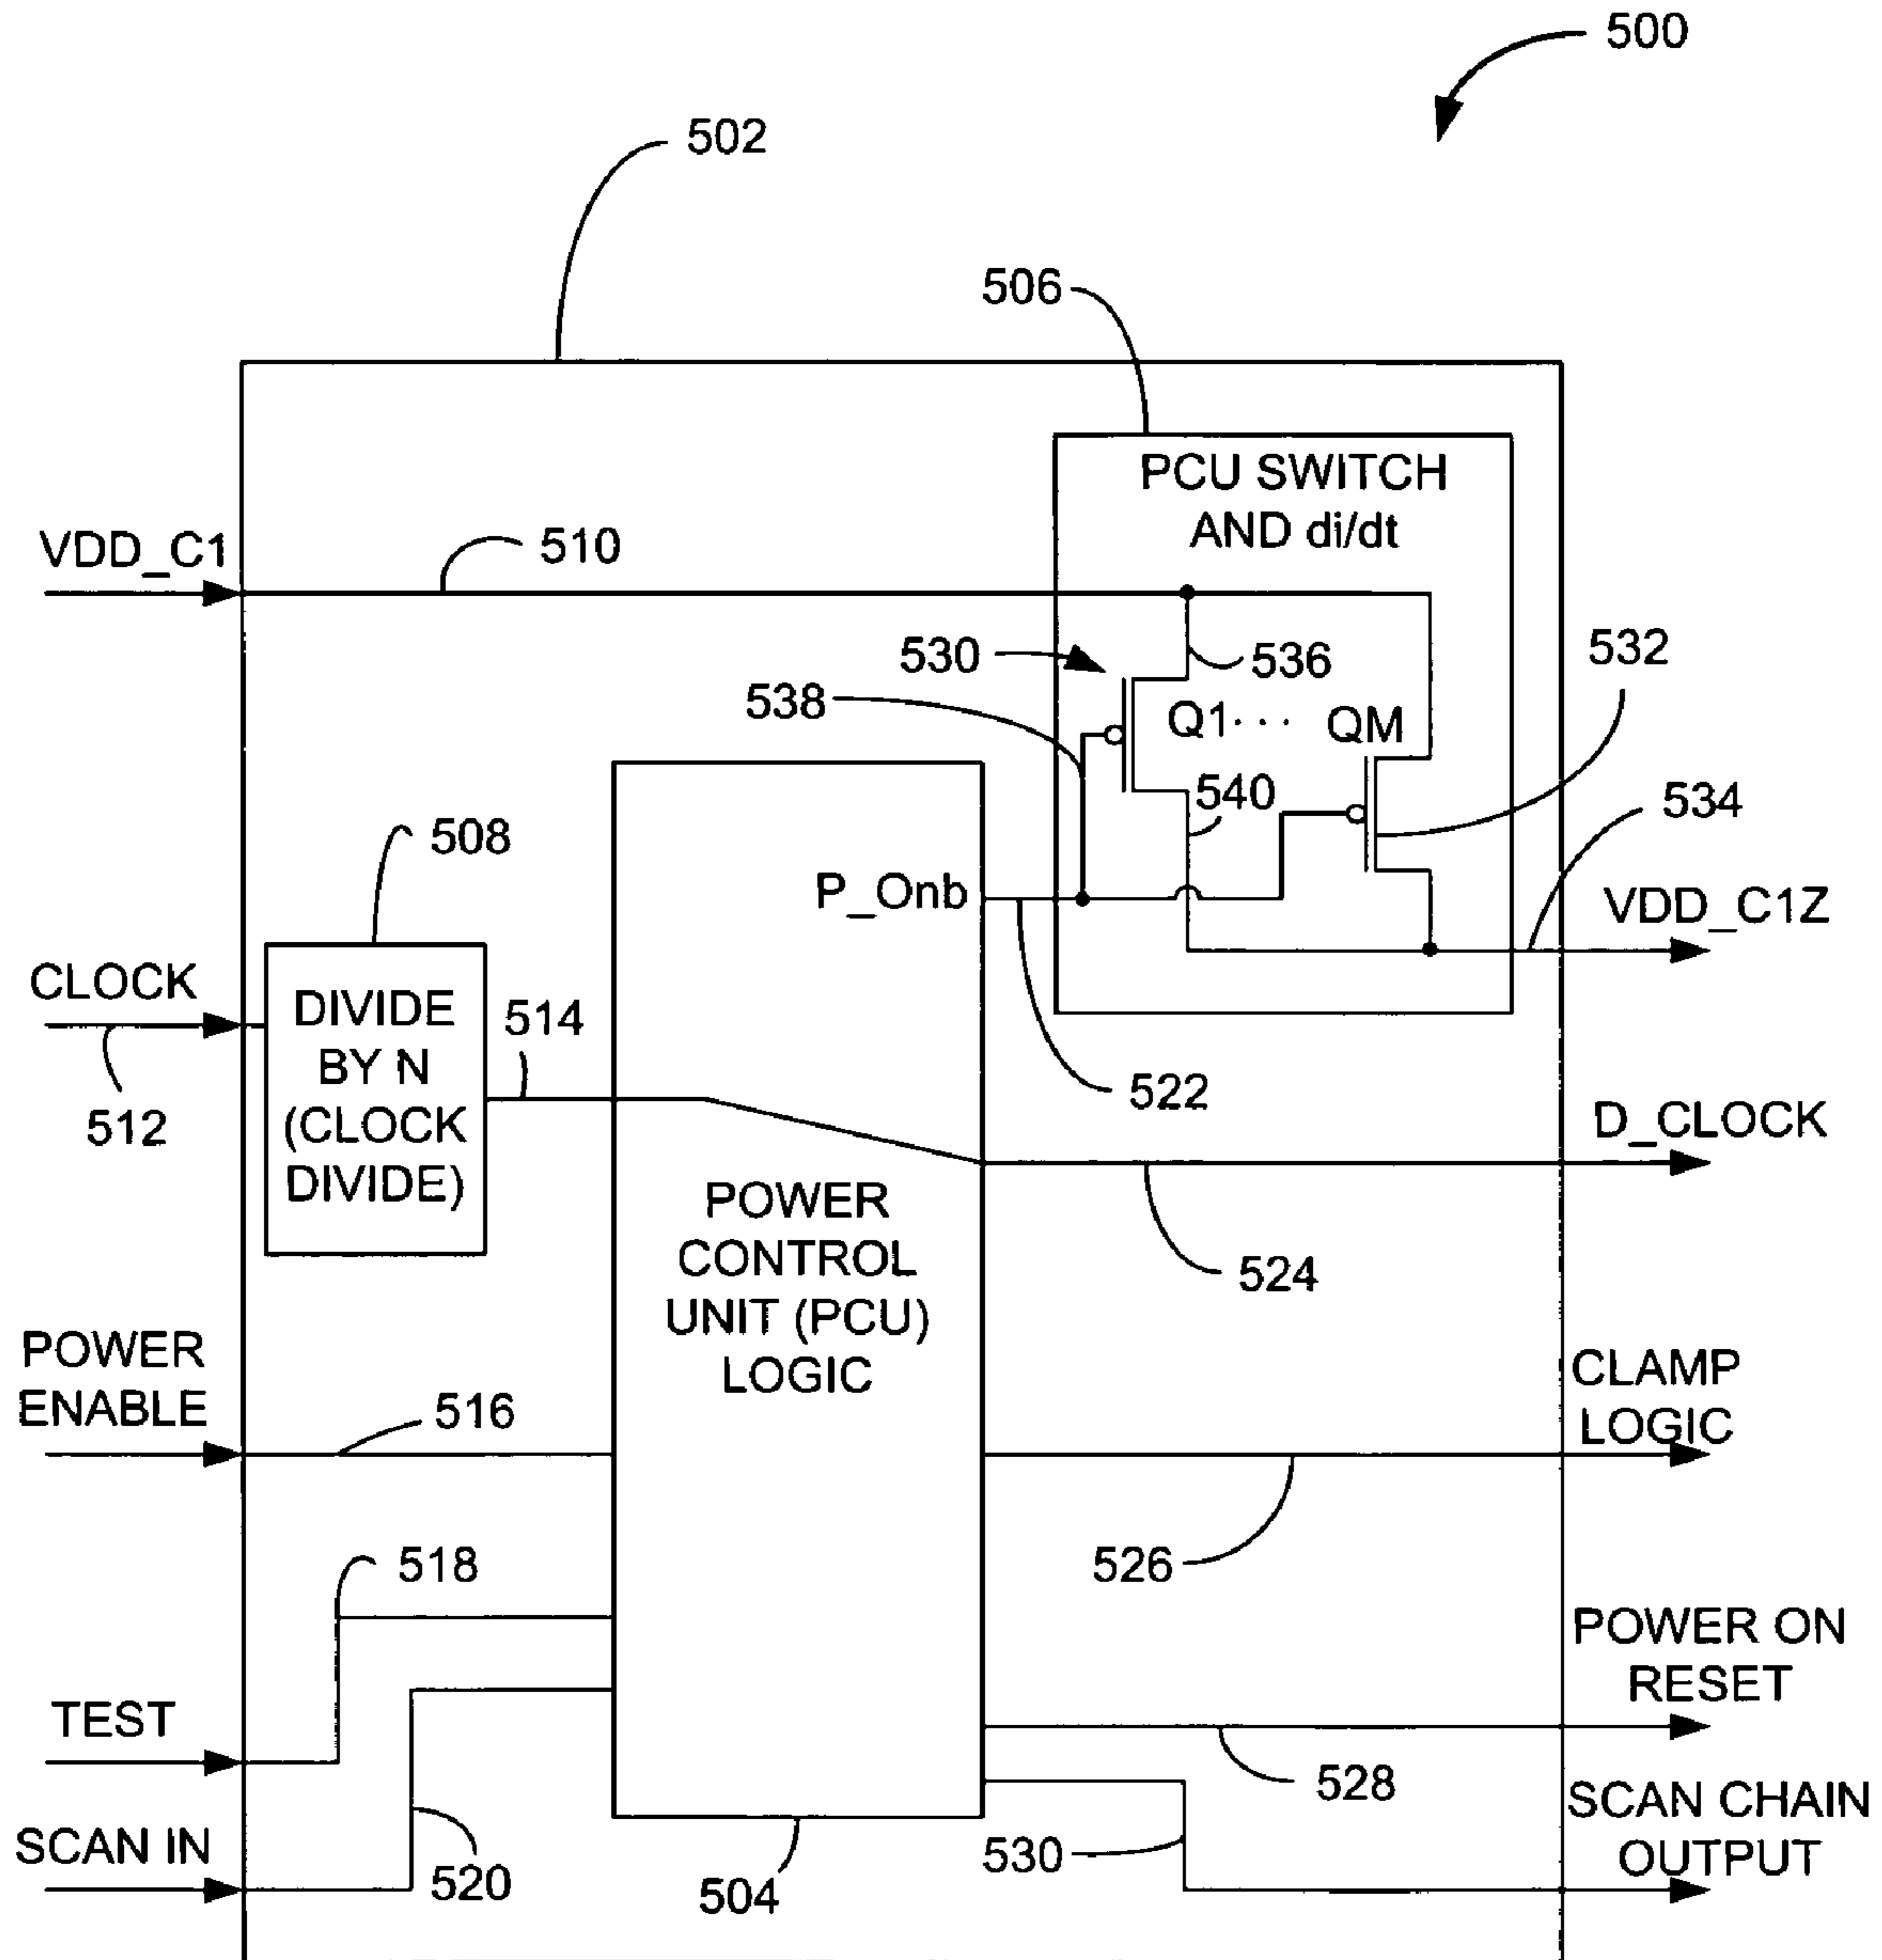 500
502
506
PCU SWITCH
AND di/dt
VDD_C1
510
530
536
532
538
Q1 · · · QM
540
534
508
P_Onb
VDD_C1Z
CLOCK
DIVIDE
BY N
(CLOCK
DIVIDE)
514
512
522
D_CLOCK
POWER
CONTROL
UNIT (PCU)
LOGIC
524
POWER
ENABLE
516
CLAMP
LOGIC
518
526
POWER ON
RESET
TEST
528
SCAN CHAIN
OUTPUT
SCAN IN
520
504
530